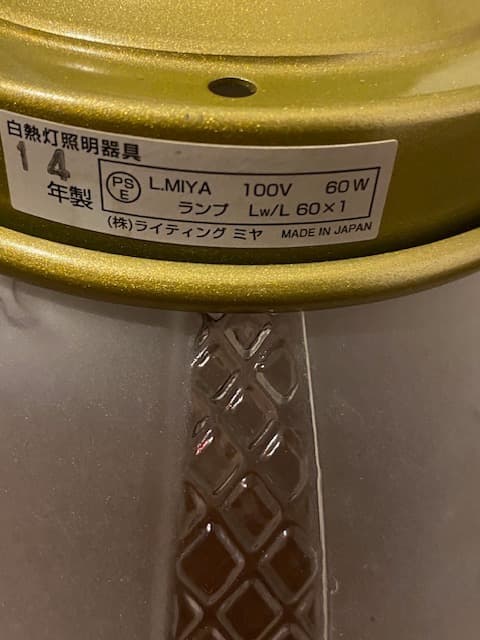 白熱灯照明器具
14
年製
PS
E
L.MIYA 100V 60W
ランプ Lw/L 60×1
(株)ライティング ミヤ MADE IN JAPAN